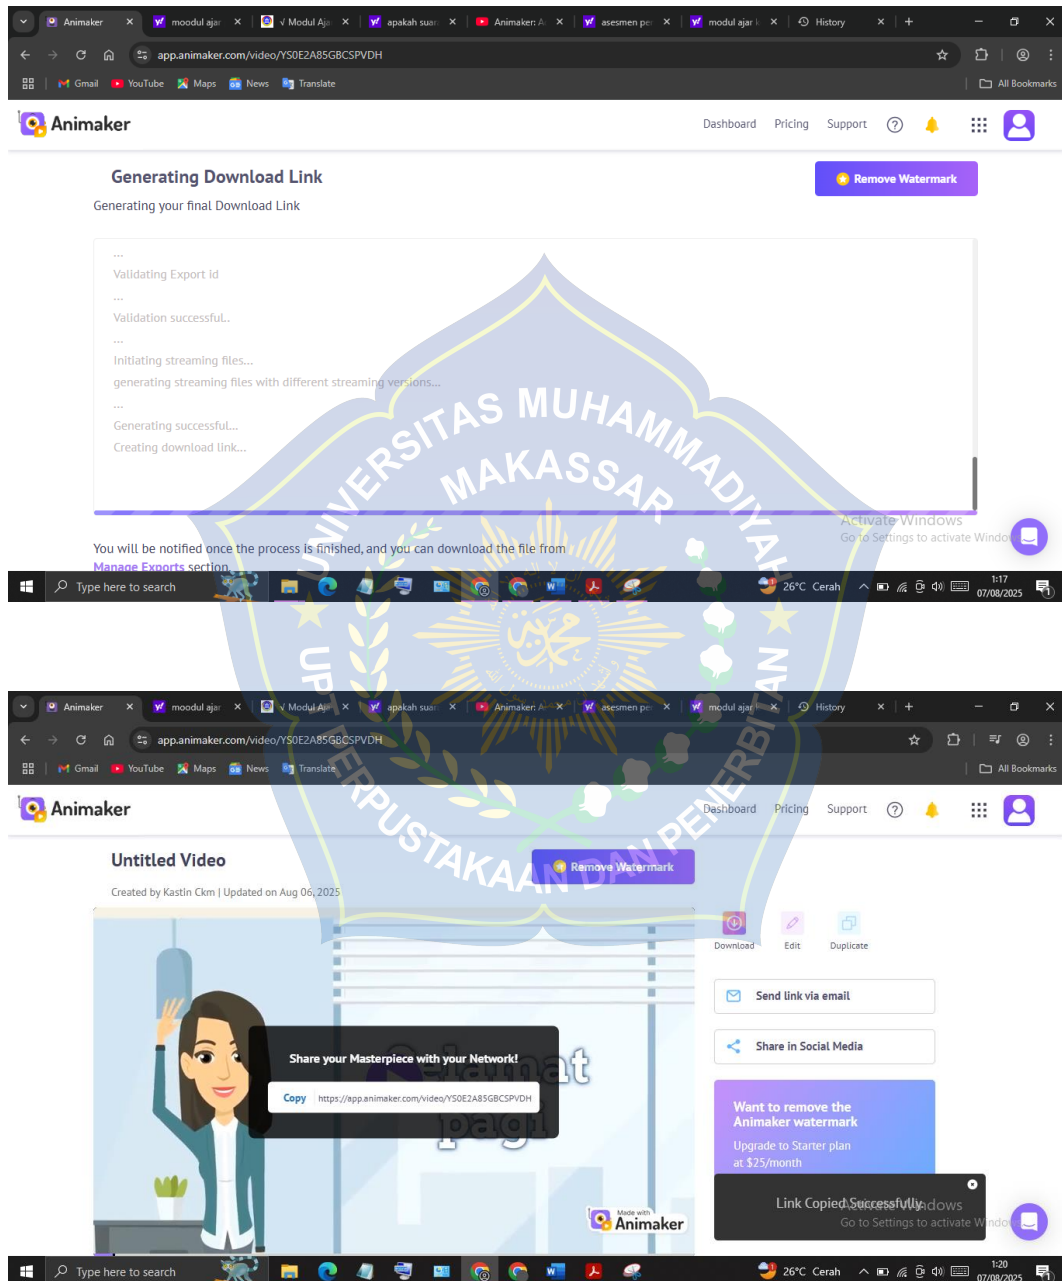 Animaker
moodul ajar
√ Modul Aja
apakah suar
Animaker: A
asesmen per
modul ajar k
History
app.animaker.com/video/YS0E2A85GBCSPVDH
Gmail
YouTube
Maps
News
Translate
All Bookmarks
Animaker
Dashboard
Pricing
Support
Generating Download Link
Remove Watermark
Generating your final Download Link
...
Validating Export id
...
Validation successful..
...
Initiating streaming files...
generating streaming files with different streaming versions...
...
Generating successful...
Creating download link...
Activate Windows
Go to Settings to activate Windo
You will be notified once the process is finished, and you can download the file from
Manage Exports section.
Type here to search
26°C Cerah
1:17
07/08/2025
UNIVERSITAS MUHAMMADIYAH
MAKASSAR
UPT PERPUSTAKAAN DAN PENERBITAN
Animaker
moodul ajar
√ Modul Aja
apakah suar
Animaker: A
asesmen per
modul ajar k
History
app.animaker.com/video/YS0E2A85GBCSPVDH
Gmail
YouTube
Maps
News
Translate
All Bookmarks
Animaker
Dashboard
Pricing
Support
Untitled Video
Remove Watermark
Created by Kastin Ckm | Updated on Aug 06, 2025
Download
Edit
Duplicate
Send link via email
Share in Social Media
Share your Masterpiece with your Network!
Selamat
Copy
https://app.animaker.com/video/YS0E2A85GBCSPVDH
pagi
Want to remove the
Animaker watermark
Upgrade to Starter plan
at $25/month
Link Copied Successfully
Activate Windows
Go to Settings to activate Windo
Made with
Animaker
Type here to search
26°C Cerah
1:20
07/08/2025